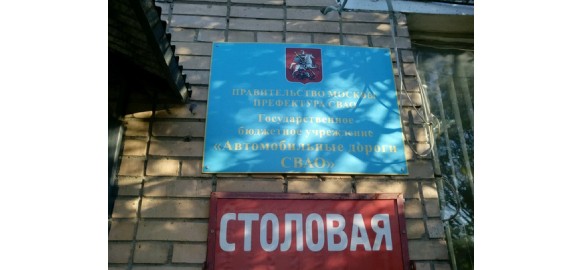 ПРАВИТЕЛЬСТВО МОСКВЫ
ПРЕФЕКТУРА СВАО
Государственное
бюджетное учреждение
«Автомобильные дороги
СВАО»
СТОЛОВАЯ